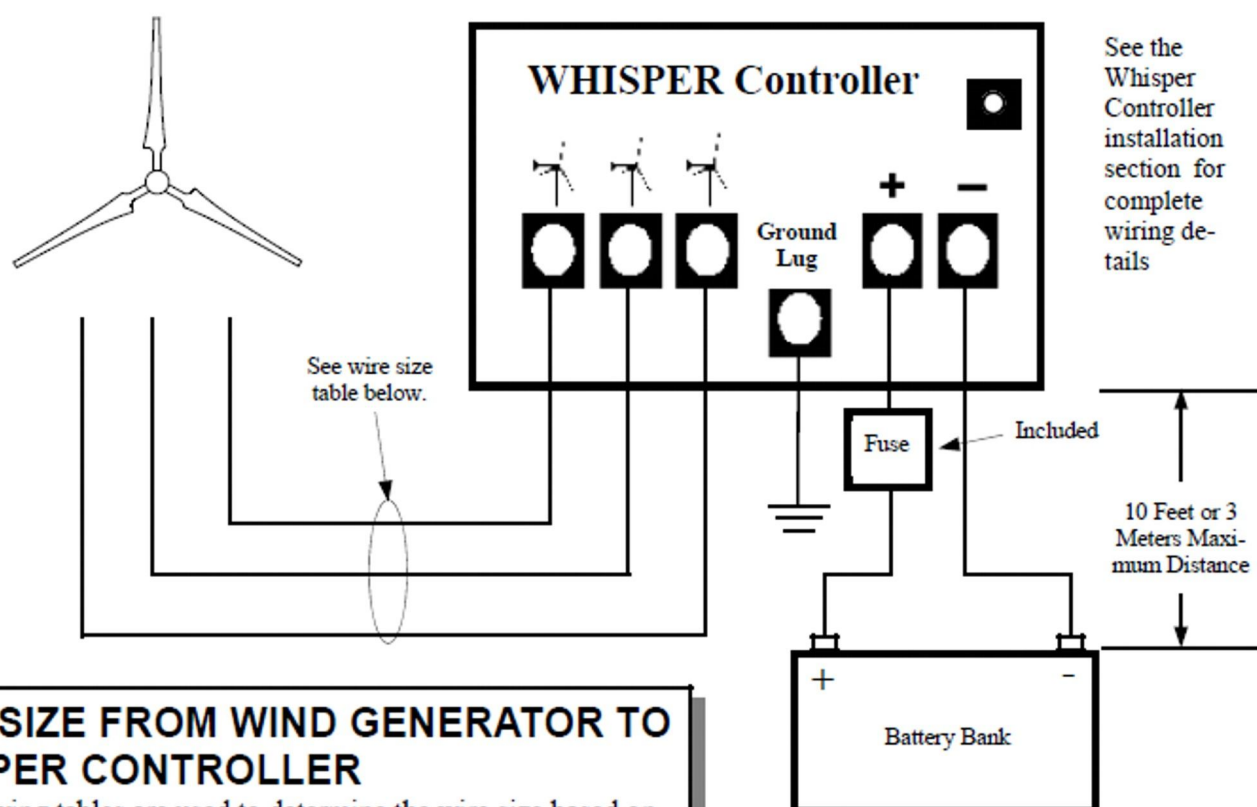 WHISPER Controller
See the
Whisper
Controller
installation
section for
complete
wiring de-
tails
+
−
Ground
Lug
See wire size
table below.
Fuse
Included
10 Feet or 3
Meters Maxi-
mum Distance
+
-
Battery Bank
SIZE FROM WIND GENERATOR TO
PER CONTROLLER